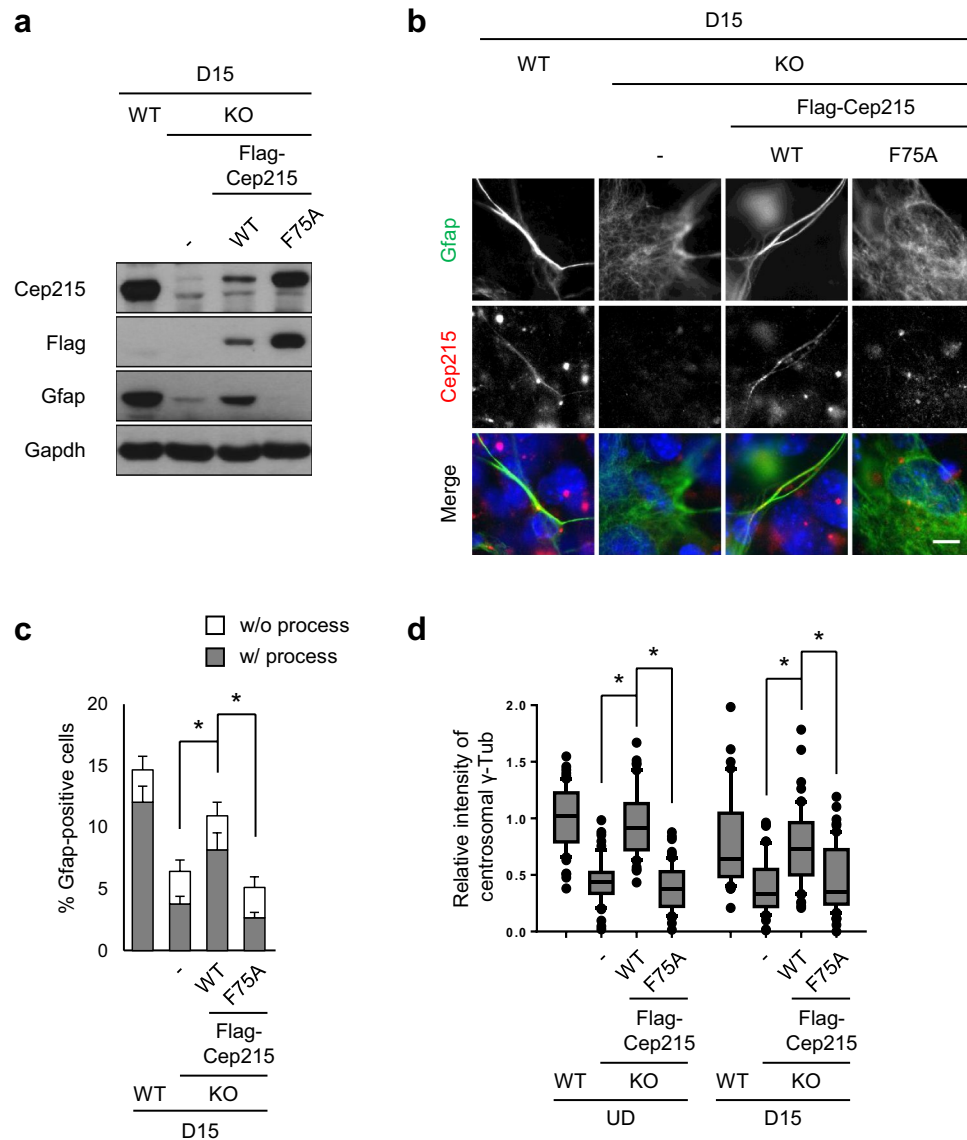 a
D15
WT KO
Flag-
Cep215
- WT F75A
Cep215
Flag
Gfap
Gapdh
b
D15
WT KO
Flag-Cep215
- WT F75A
Gfap
Cep215
Merge
c
w/o process
w/ process
% Gfap-positive cells
20
15
10
5
0
* *
- WT F75A
Flag-
Cep215
WT KO
D15
d
Relative intensity of
centrosomal γ-Tub
2.0
1.5
1.0
0.5
0.0
* * * *
- WT F75A - WT F75A
Flag- Flag-
Cep215 Cep215
WT KO WT KO
UD D15